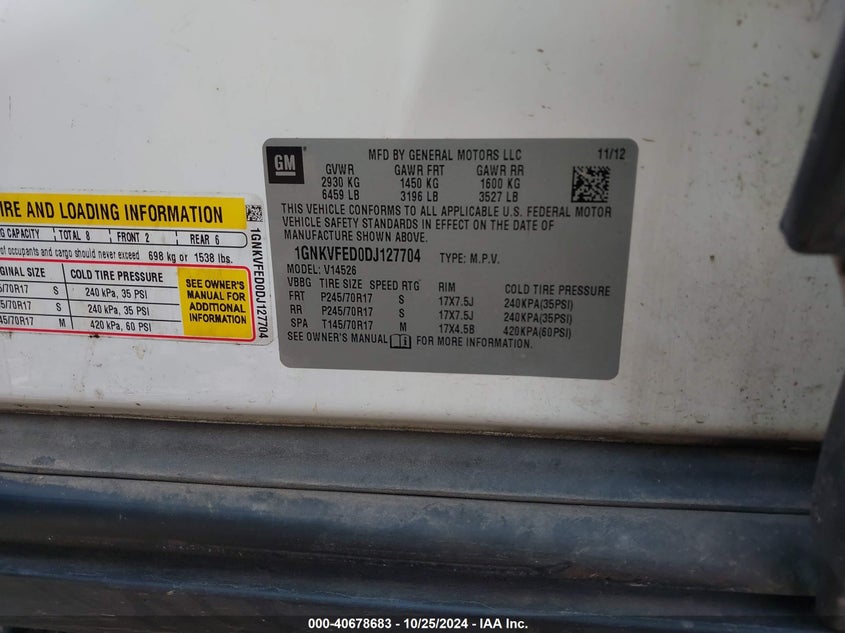 GM
MFD BY GENERAL MOTORS LLC 11/12
GVWR GAWR FRT GAWR RR
2930 KG 1450 KG 1600 KG
6459 LB 3196 LB 3527 LB
THIS VEHICLE CONFORMS TO ALL APPLICABLE U.S. FEDERAL MOTOR
VEHICLE SAFETY STANDARDS IN EFFECT ON THE DATE OF
MANUFACTURE SHOWN ABOVE.
1GNKVFED0DJ127704 TYPE: M.P.V.
MODEL: V14526
VBBG TIRE SIZE SPEED RTG RIM COLD TIRE PRESSURE
FRT P245/70R17 S 17X7.5J 240KPA(35PSI)
RR P245/70R17 S 17X7.5J 240KPA(35PSI)
SPA T145/70R17 M 17X4.5B 420KPA(60PSI)
SEE OWNER'S MANUAL FOR MORE INFORMATION.
IRE AND LOADING INFORMATION
G CAPACITY TOTAL 8 FRONT 2 REAR 6
of occupants and cargo should never exceed 698 kg or 1538 lbs.
GINAL SIZE COLD TIRE PRESSURE
5/70R17 S 240 kPa, 35 PSI
5/70R17 S 240 kPa, 35 PSI
5/70R17 M 420 kPa, 60 PSI
SEE OWNER'S
MANUAL FOR
ADDITIONAL
INFORMATION
1GNKVFED0DJ127704
000-40678683 / 10/25/2024 - IAA Inc.